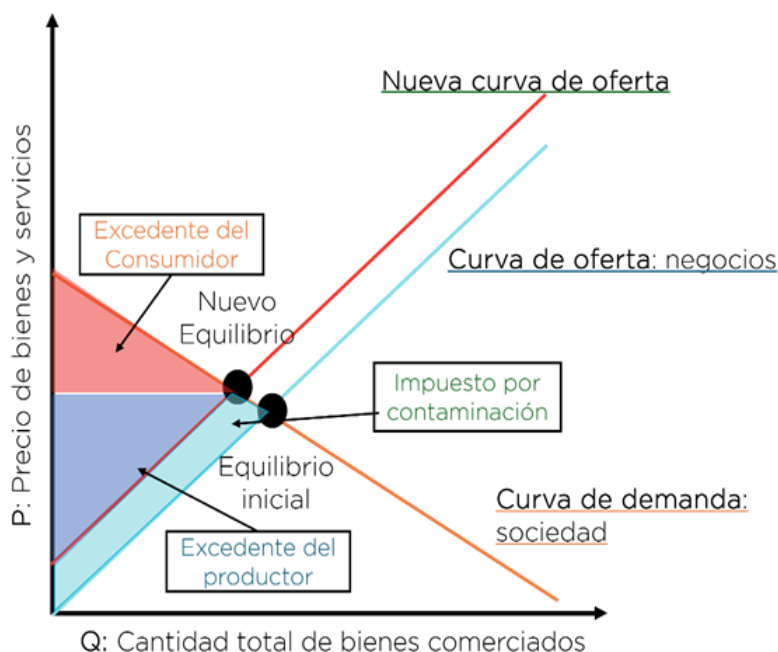 Nueva curva de oferta
Excedente del
Consumidor
Curva de oferta: negocios
Nuevo
Equilibrio
Impuesto por
contaminación
Equilibrio
inicial
Curva de demanda:
sociedad
Excedente del
productor
P: Precio de bienes y servicios
Q: Cantidad total de bienes comerciados